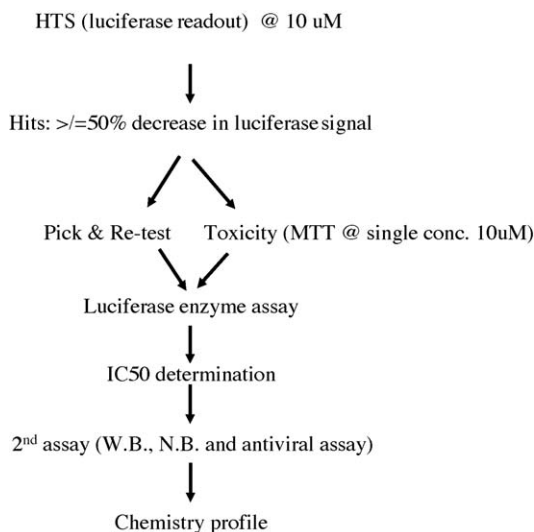 HTS (luciferase readout) @ 10 uM
Hits: >/=50% decrease in luciferase signal
Pick & Re-test
Toxicity (MTT @ single conc. 10uM)
Luciferase enzyme assay
IC50 determination
2nd assay (W.B., N.B. and antiviral assay)
Chemistry profile